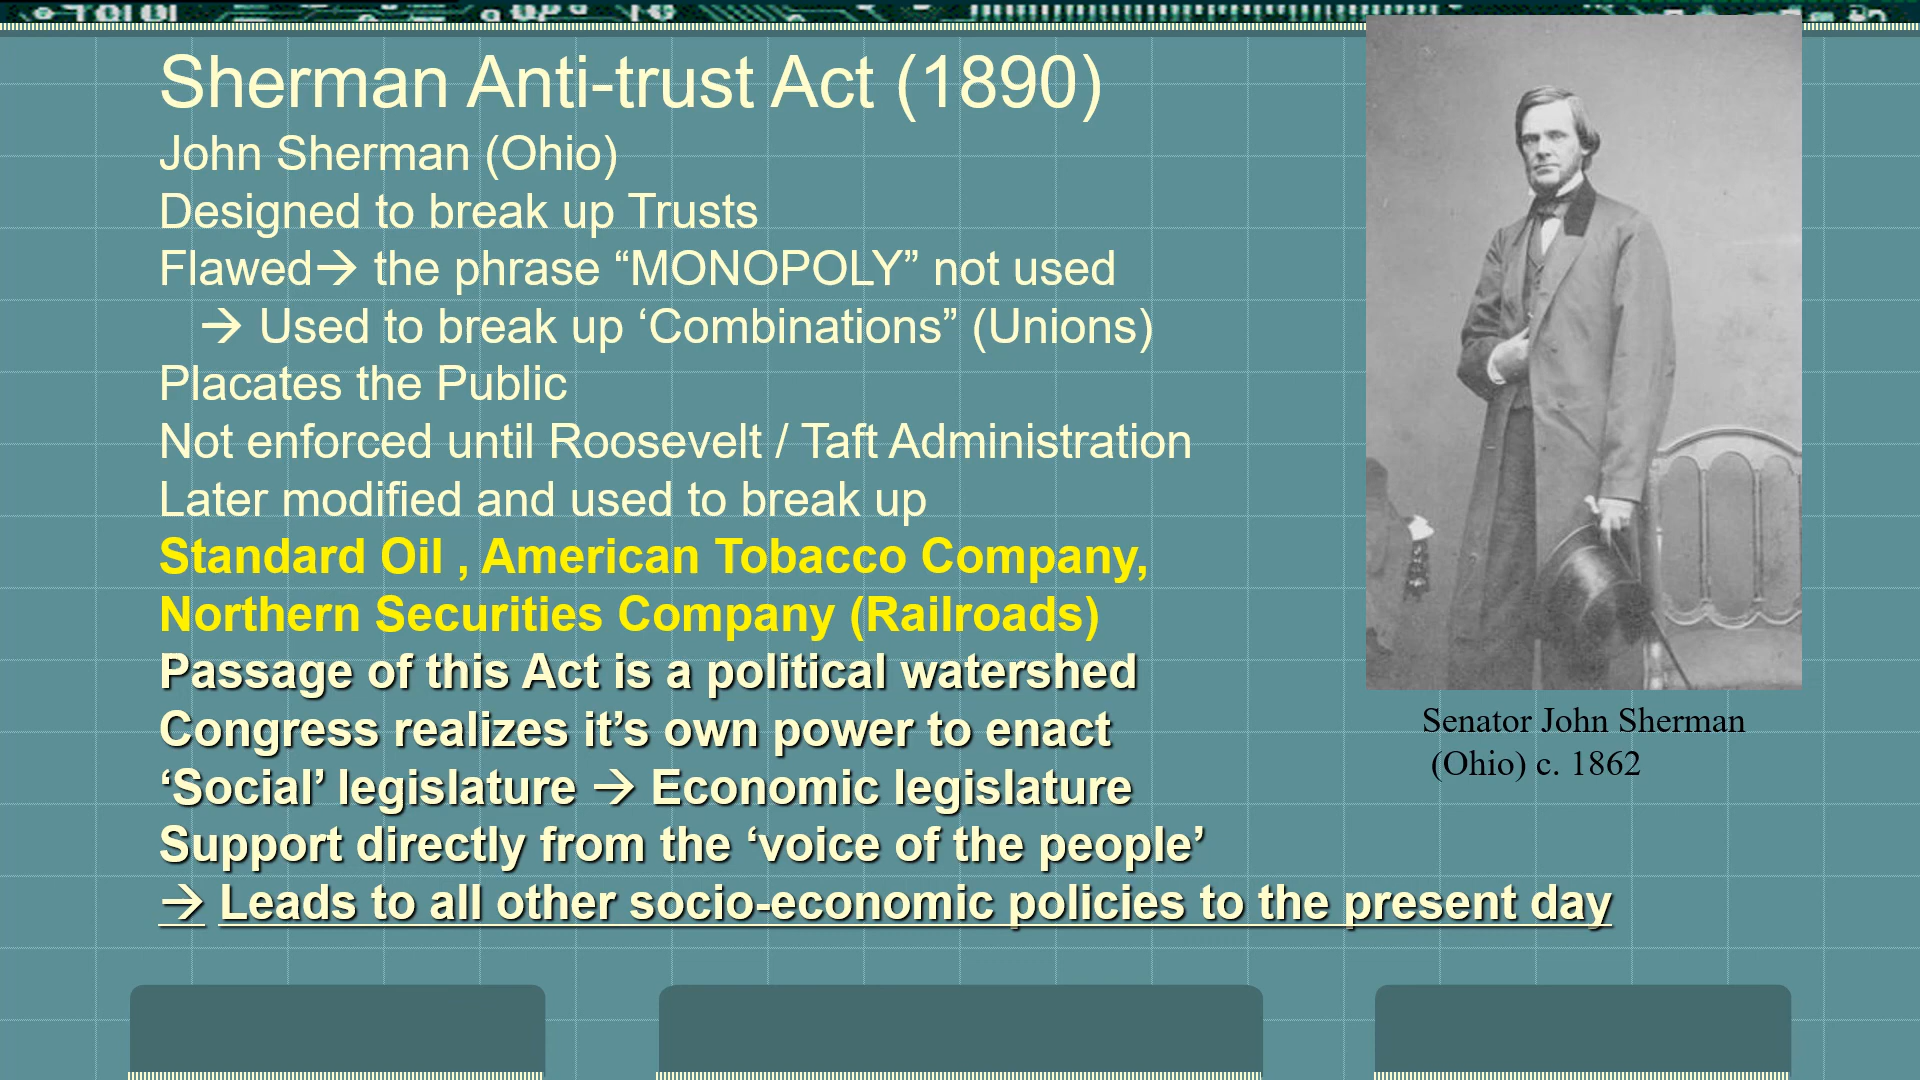 Sherman Anti-trust Act (1890)
John Sherman (Ohio)
Designed to break up Trusts
Flawed→ the phrase “MONOPOLY” not used
→ Used to break up ‘Combinations” (Unions)
Placates the Public
Not enforced until Roosevelt / Taft Administration
Later modified and used to break up
Standard Oil , American Tobacco Company,
Northern Securities Company (Railroads)
Passage of this Act is a political watershed
Congress realizes it’s own power to enact
‘Social’ legislature → Economic legislature
Support directly from the ‘voice of the people’
→ Leads to all other socio-economic policies to the present day
Senator John Sherman
(Ohio) c. 1862